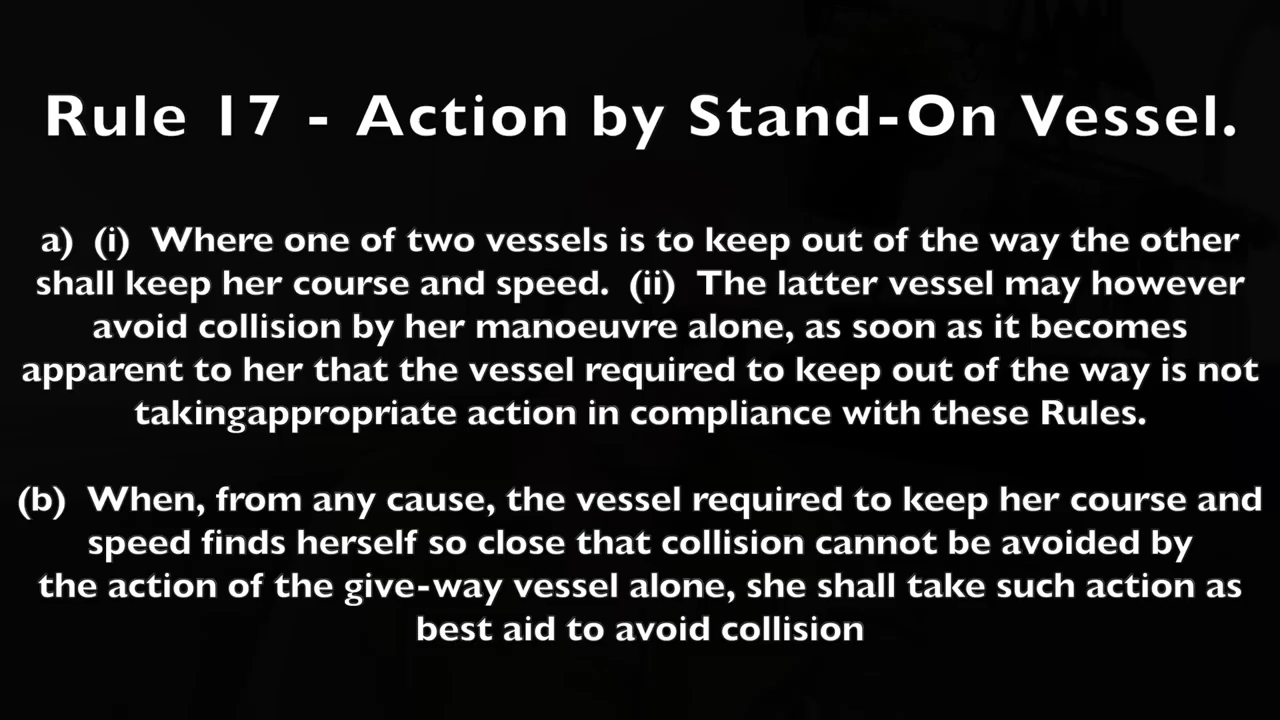 Rule 17 - Action by Stand-On Vessel.
a) (i) Where one of two vessels is to keep out of the way the other
shall keep her course and speed. (ii) The latter vessel may however
avoid collision by her manoeuvre alone, as soon as it becomes
apparent to her that the vessel required to keep out of the way is not
takingappropriate action in compliance with these Rules.
(b) When, from any cause, the vessel required to keep her course and
speed finds herself so close that collision cannot be avoided by
the action of the give-way vessel alone, she shall take such action as
best aid to avoid collision